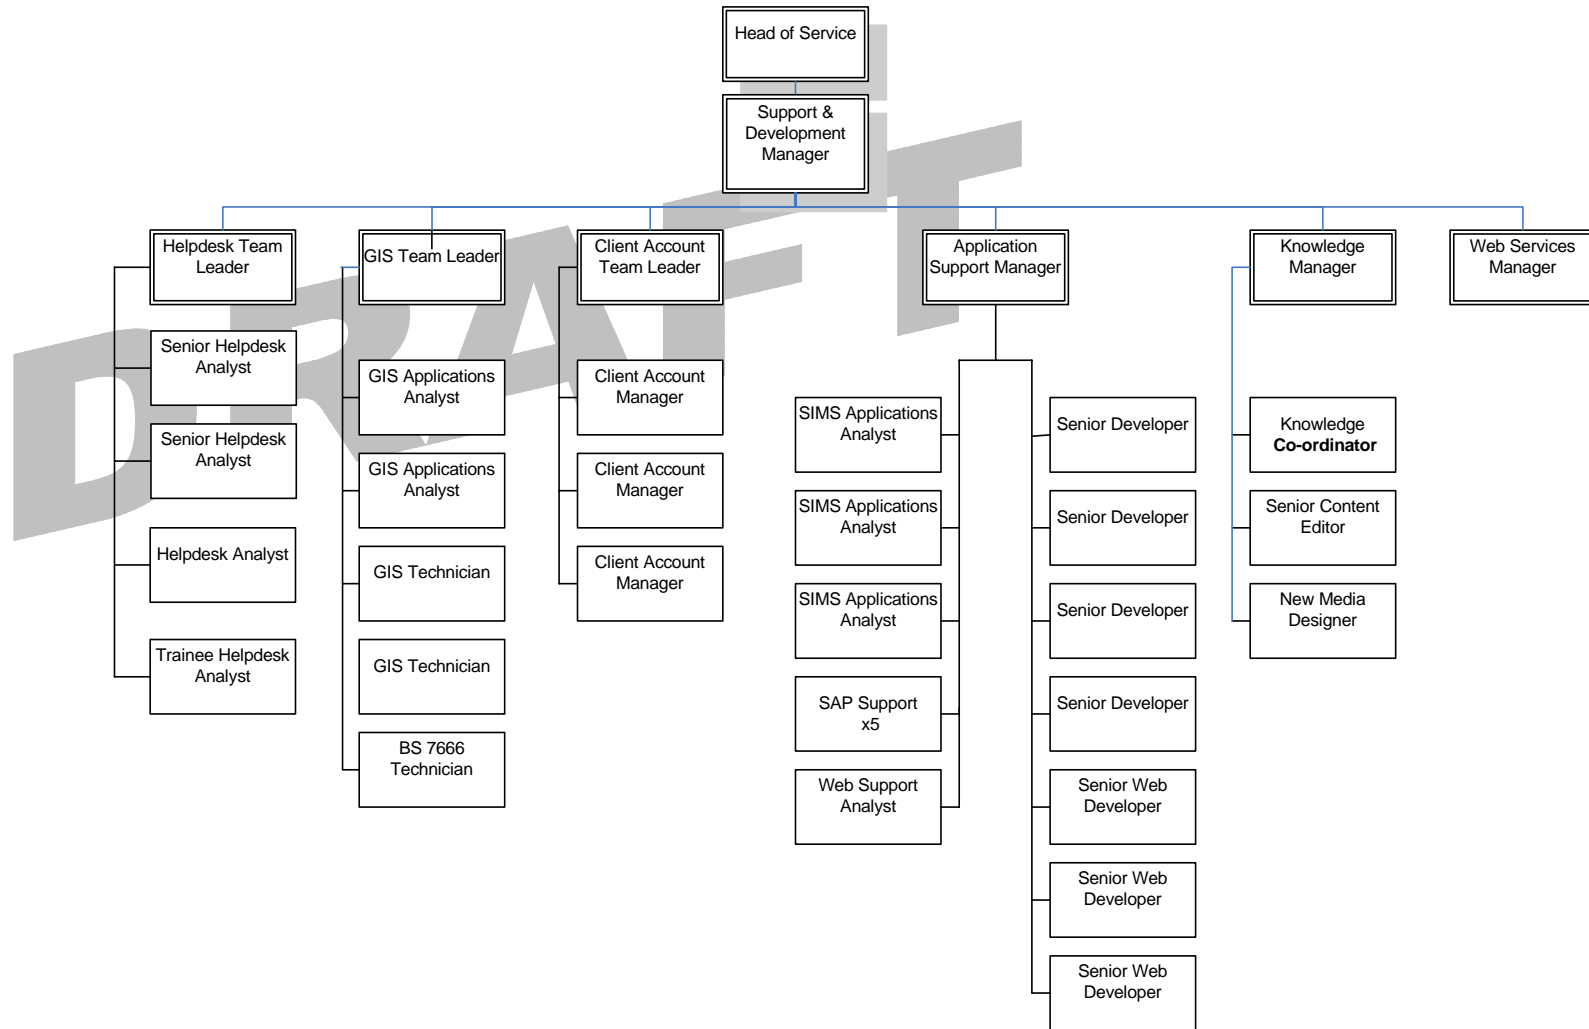 Head of Service
Support &
Development
Manager
Helpdesk Team
Leader
GIS Team Leader
Client Account
Team Leader
Application
Support Manager
Knowledge
Manager
Web Services
Manager
Senior Helpdesk
Analyst
Senior Helpdesk
Analyst
Helpdesk Analyst
Trainee Helpdesk
Analyst
GIS Applications
Analyst
GIS Applications
Analyst
GIS Technician
GIS Technician
BS 7666
Technician
Client Account
Manager
Client Account
Manager
Client Account
Manager
SIMS Applications
Analyst
SIMS Applications
Analyst
SIMS Applications
Analyst
SAP Support
x5
Web Support
Analyst
Senior Developer
Senior Developer
Senior Developer
Senior Developer
Senior Web
Developer
Senior Web
Developer
Senior Web
Developer
Knowledge
Co-ordinator
Senior Content
Editor
New Media
Designer
DRAFT